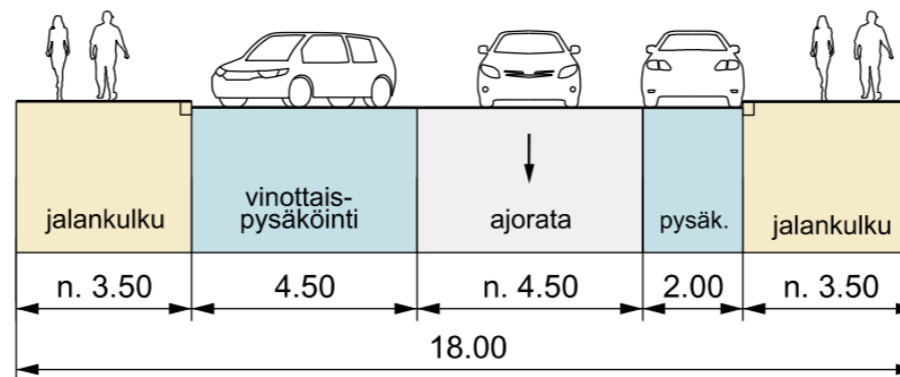 jalankulku
vinottais-
pysäköinti
ajorata
pysäk.
jalankulku
n. 3.50
4.50
n. 4.50
2.00
n. 3.50
18.00